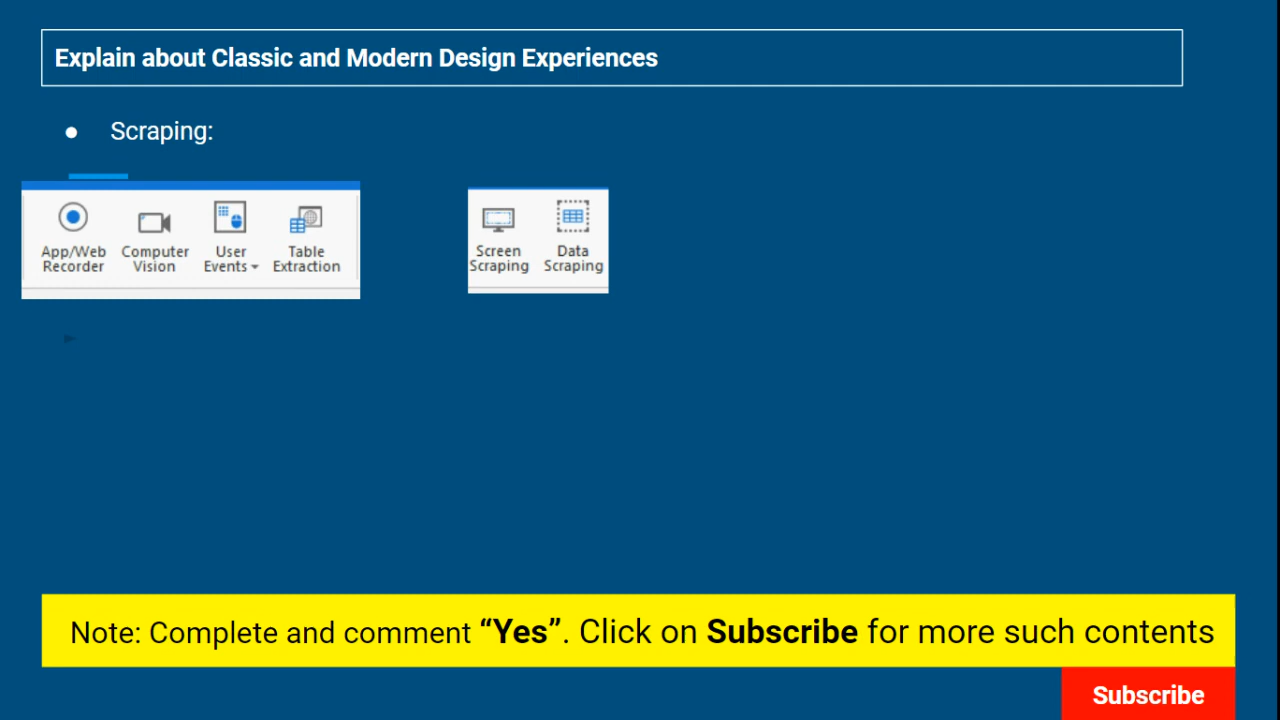 Explain about Classic and Modern Design Experiences
● Scraping:
App/Web Recorder
Computer Vision
User Events
Table Extraction
Screen Scraping
Data Scraping
Note: Complete and comment “Yes”. Click on Subscribe for more such contents
Subscribe